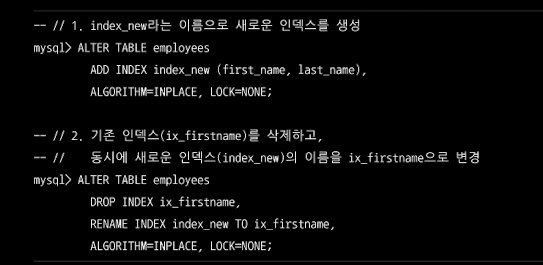 -- // 1. index_new라는 이름으로 새로운 인덱스를 생성
mysql> ALTER TABLE employees
ADD INDEX index_new (first_name, last_name),
ALGORITHM=INPLACE, LOCK=NONE;
-- // 2. 기존 인덱스(ix_firstname)를 삭제하고,
-- // 동시에 새로운 인덱스(index_new)의 이름을 ix_firstname으로 변경
mysql> ALTER TABLE employees
DROP INDEX ix_firstname,
RENAME INDEX index_new TO ix_firstname,
ALGORITHM=INPLACE, LOCK=NONE;